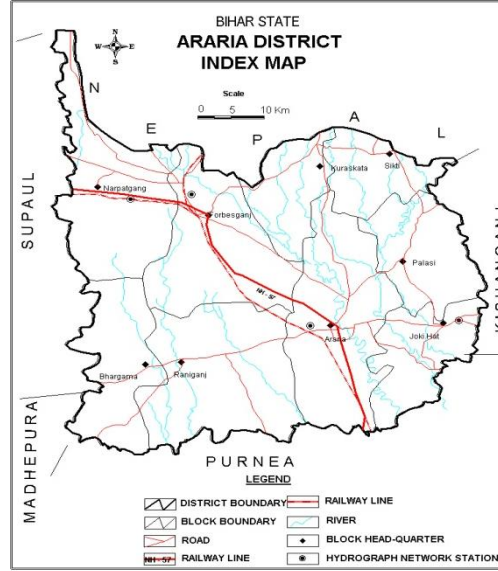 BIHAR STATE
ARARIA DISTRICT
INDEX MAP
N
W E
S
Scale
0 5 10 Km
N E P A L
Kuraskata
Sikti
Narpatgang
Forbesganj
SUPAUL
KISHANGANJ
Palasi
NH - 57
Araria
Joki Hat
Bhargama
Raniganj
MADHEPURA
PURNEA
LEGEND
DISTRICT BOUNDARY
RAILWAY LINE
BLOCK BOUNDARY
RIVER
ROAD
BLOCK HEAD-QUARTER
NH - 57
RAILWAY LINE
HYDROGRAPH NETWORK STATION